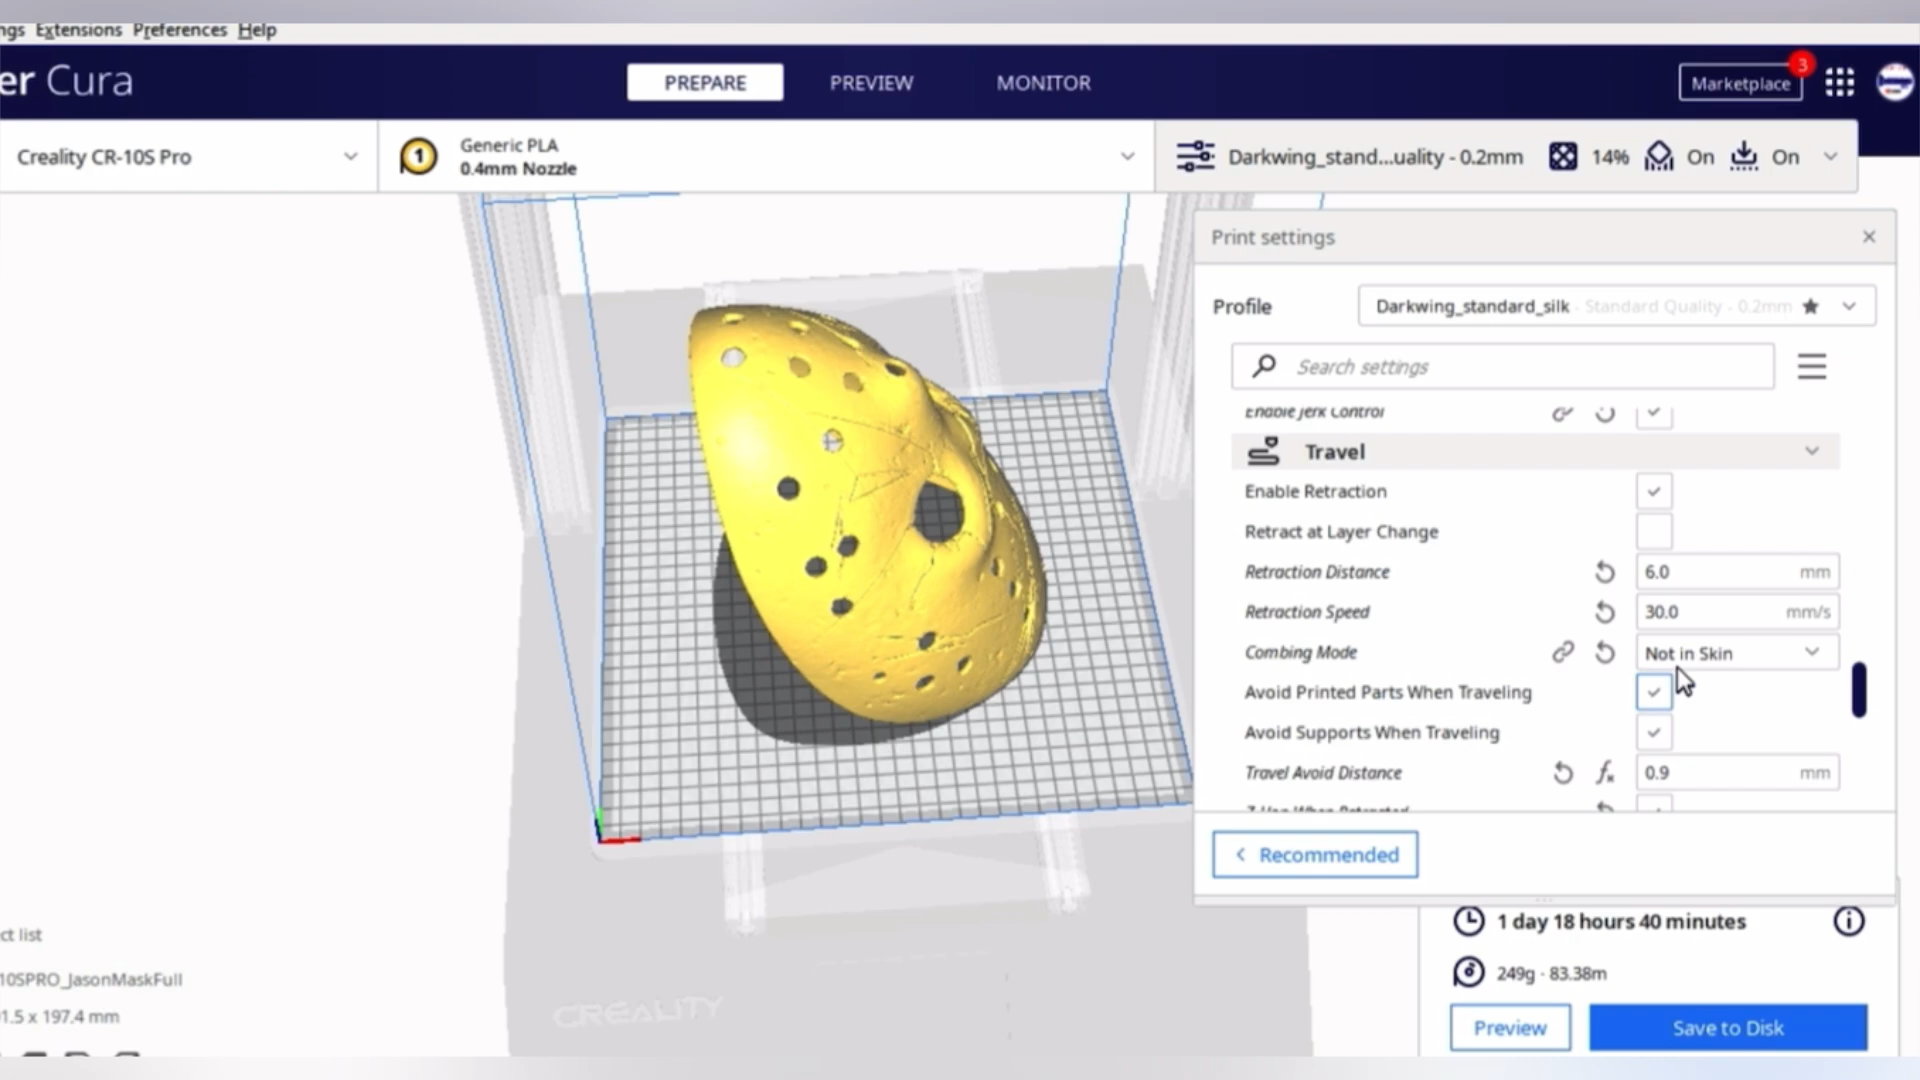 ngs Extensions Preferences Help
er Cura
PREPARE
PREVIEW
MONITOR
Marketplace
3
Creality CR-10S Pro
1
Generic PLA
0.4mm Nozzle
Darkwing_stand...uality - 0.2mm
14%
On
On
Print settings
Profile
Darkwing_standard_silk - Standard Quality - 0.2mm
Search settings
Enable Jerk Control
Travel
Enable Retraction
Retract at Layer Change
Retraction Distance
6.0
mm
Retraction Speed
30.0
mm/s
Combing Mode
Not in Skin
Avoid Printed Parts When Traveling
Avoid Supports When Traveling
Travel Avoid Distance
fx
0.9
mm
Z Hop When Retracted
Recommended
1 day 18 hours 40 minutes
249g · 83.38m
Preview
Save to Disk
ct list
10SPRO_JasonMaskFull
1.5 x 197.4 mm
CREALITY